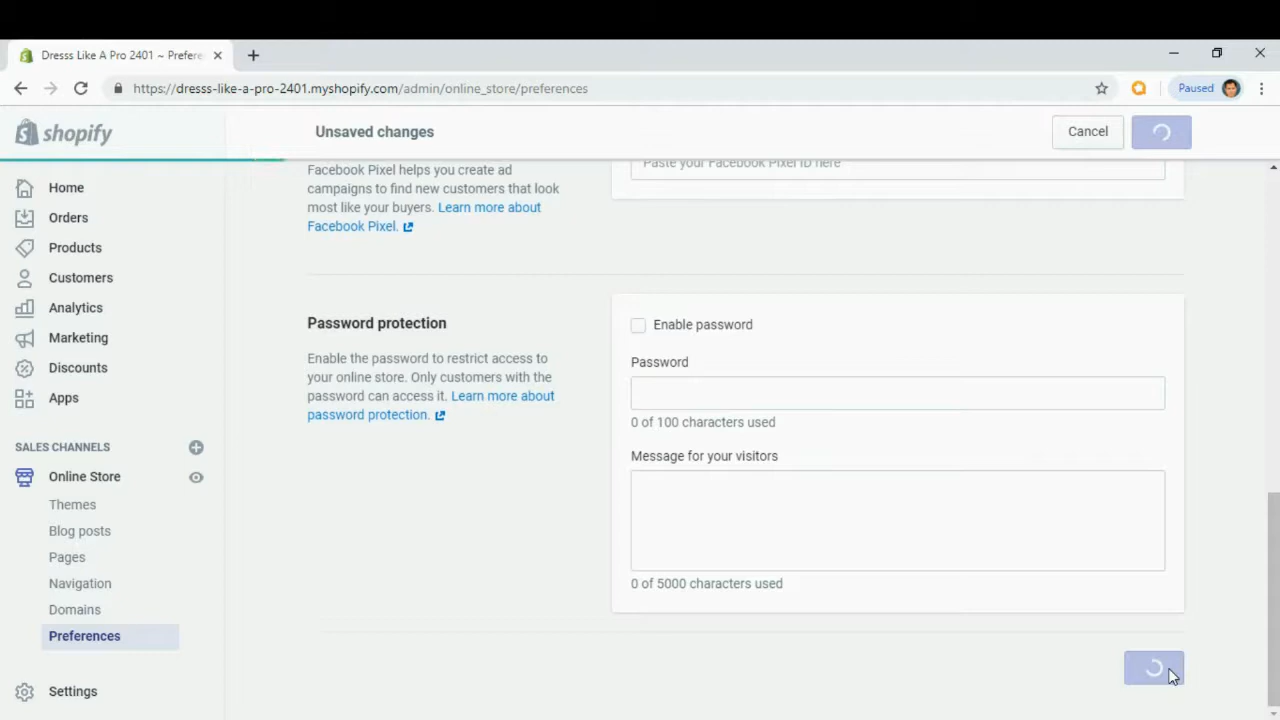 Dresss Like A Pro 2401 ~ Prefere
https://dresss-like-a-pro-2401.myshopify.com/admin/online_store/preferences
Paused
shopify
Unsaved changes
Cancel
Home
Orders
Products
Customers
Analytics
Marketing
Discounts
Apps
SALES CHANNELS
Online Store
Themes
Blog posts
Pages
Navigation
Domains
Preferences
Settings
Facebook Pixel helps you create ad
campaigns to find new customers that look
most like your buyers. Learn more about
Facebook Pixel.
Paste your Facebook Pixel ID here
Password protection
Enable the password to restrict access to
your online store. Only customers with the
password can access it. Learn more about
password protection.
Enable password
Password
0 of 100 characters used
Message for your visitors
0 of 5000 characters used